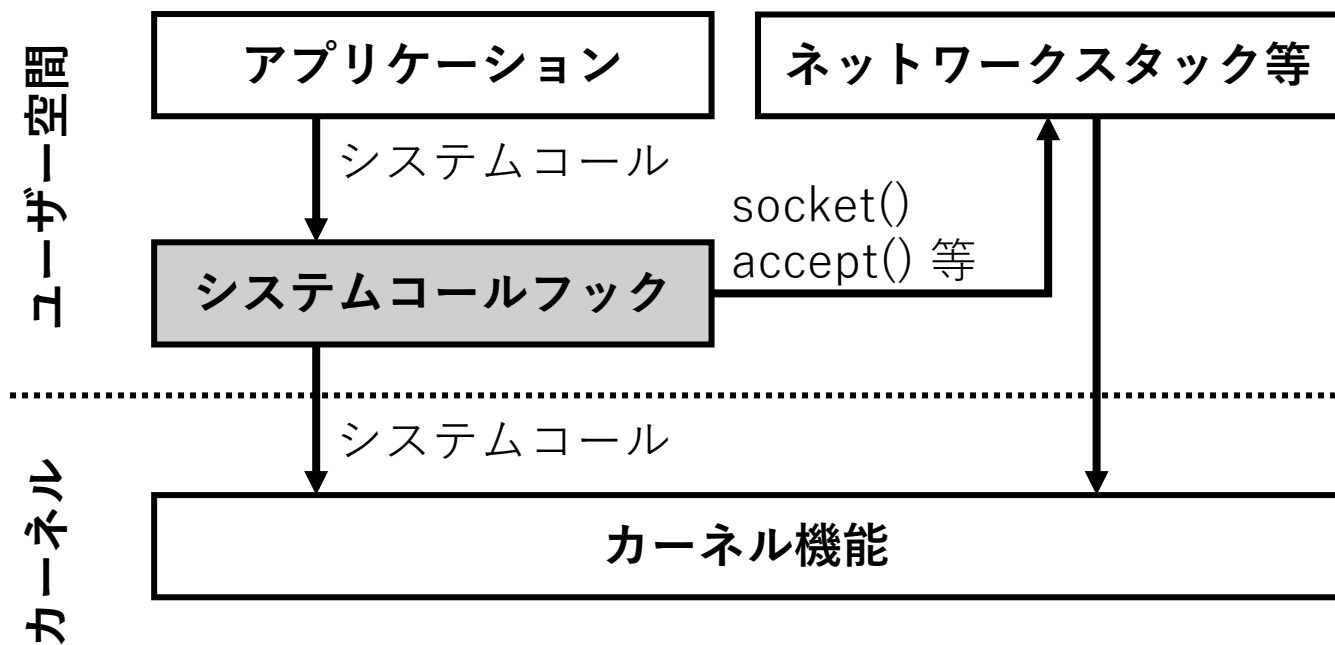 ユーザー空間
アプリケーション
ネットワークスタック等
システムコール
socket()
accept() 等
システムコールフック
システムコール
カーネル
カーネル機能